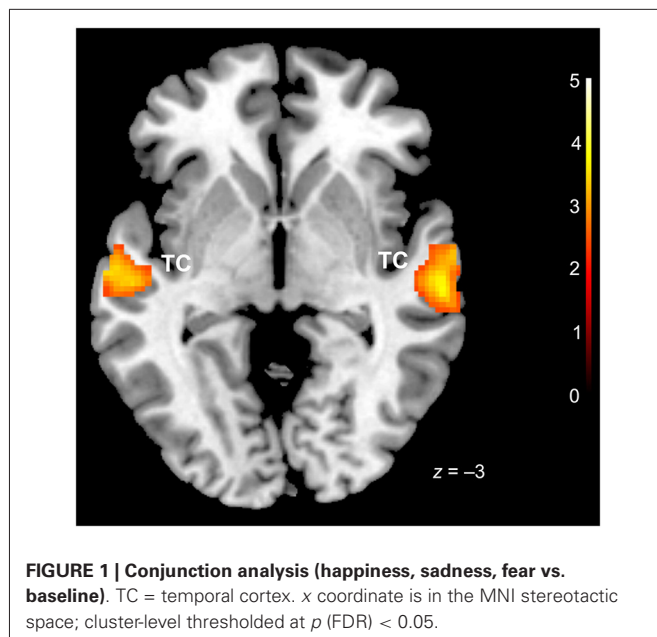 5
4
TC
TC
3
2
1
0
z = –3
FIGURE 1 | Conjunction analysis (happiness, sadness, fear vs.
baseline). TC = temporal cortex. x coordinate is in the MNI stereotactic
space; cluster-level thresholded at p (FDR) < 0.05.